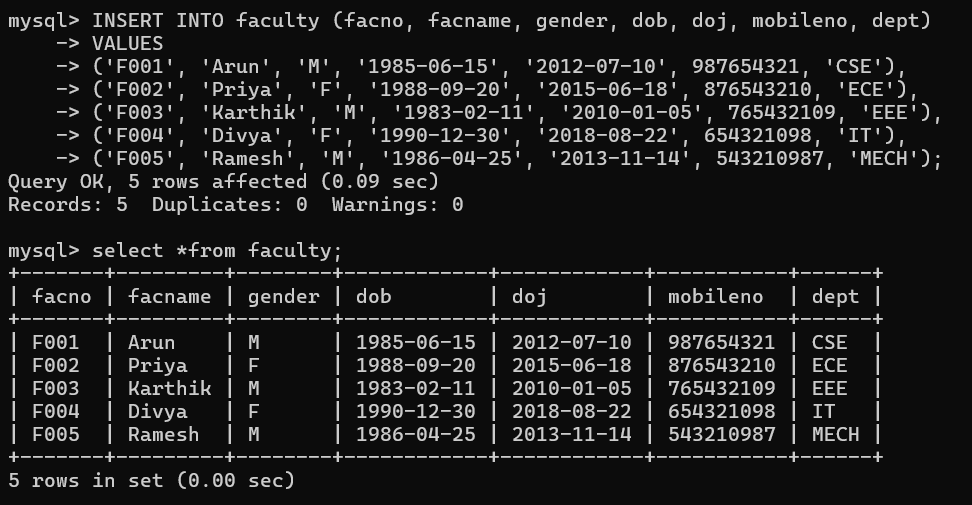 mysql> INSERT INTO faculty (facno, facname, gender, dob, doj, mobileno, dept)
    -> VALUES
    -> ('F001', 'Arun', 'M', '1985-06-15', '2012-07-10', 987654321, 'CSE'),
    -> ('F002', 'Priya', 'F', '1988-09-20', '2015-06-18', 876543210, 'ECE'),
    -> ('F003', 'Karthik', 'M', '1983-02-11', '2010-01-05', 765432109, 'EEE'),
    -> ('F004', 'Divya', 'F', '1990-12-30', '2018-08-22', 654321098, 'IT'),
    -> ('F005', 'Ramesh', 'M', '1986-04-25', '2013-11-14', 543210987, 'MECH');
Query OK, 5 rows affected (0.09 sec)
Records: 5  Duplicates: 0  Warnings: 0

mysql> select *from faculty;
+-------+---------+--------+------------+------------+-----------+------+
| facno | facname | gender | dob        | doj        | mobileno  | dept |
+-------+---------+--------+------------+------------+-----------+------+
| F001  | Arun    | M      | 1985-06-15 | 2012-07-10 | 987654321 | CSE  |
| F002  | Priya   | F      | 1988-09-20 | 2015-06-18 | 876543210 | ECE  |
| F003  | Karthik | M      | 1983-02-11 | 2010-01-05 | 765432109 | EEE  |
| F004  | Divya   | F      | 1990-12-30 | 2018-08-22 | 654321098 | IT   |
| F005  | Ramesh  | M      | 1986-04-25 | 2013-11-14 | 543210987 | MECH |
+-------+---------+--------+------------+------------+-----------+------+
5 rows in set (0.00 sec)